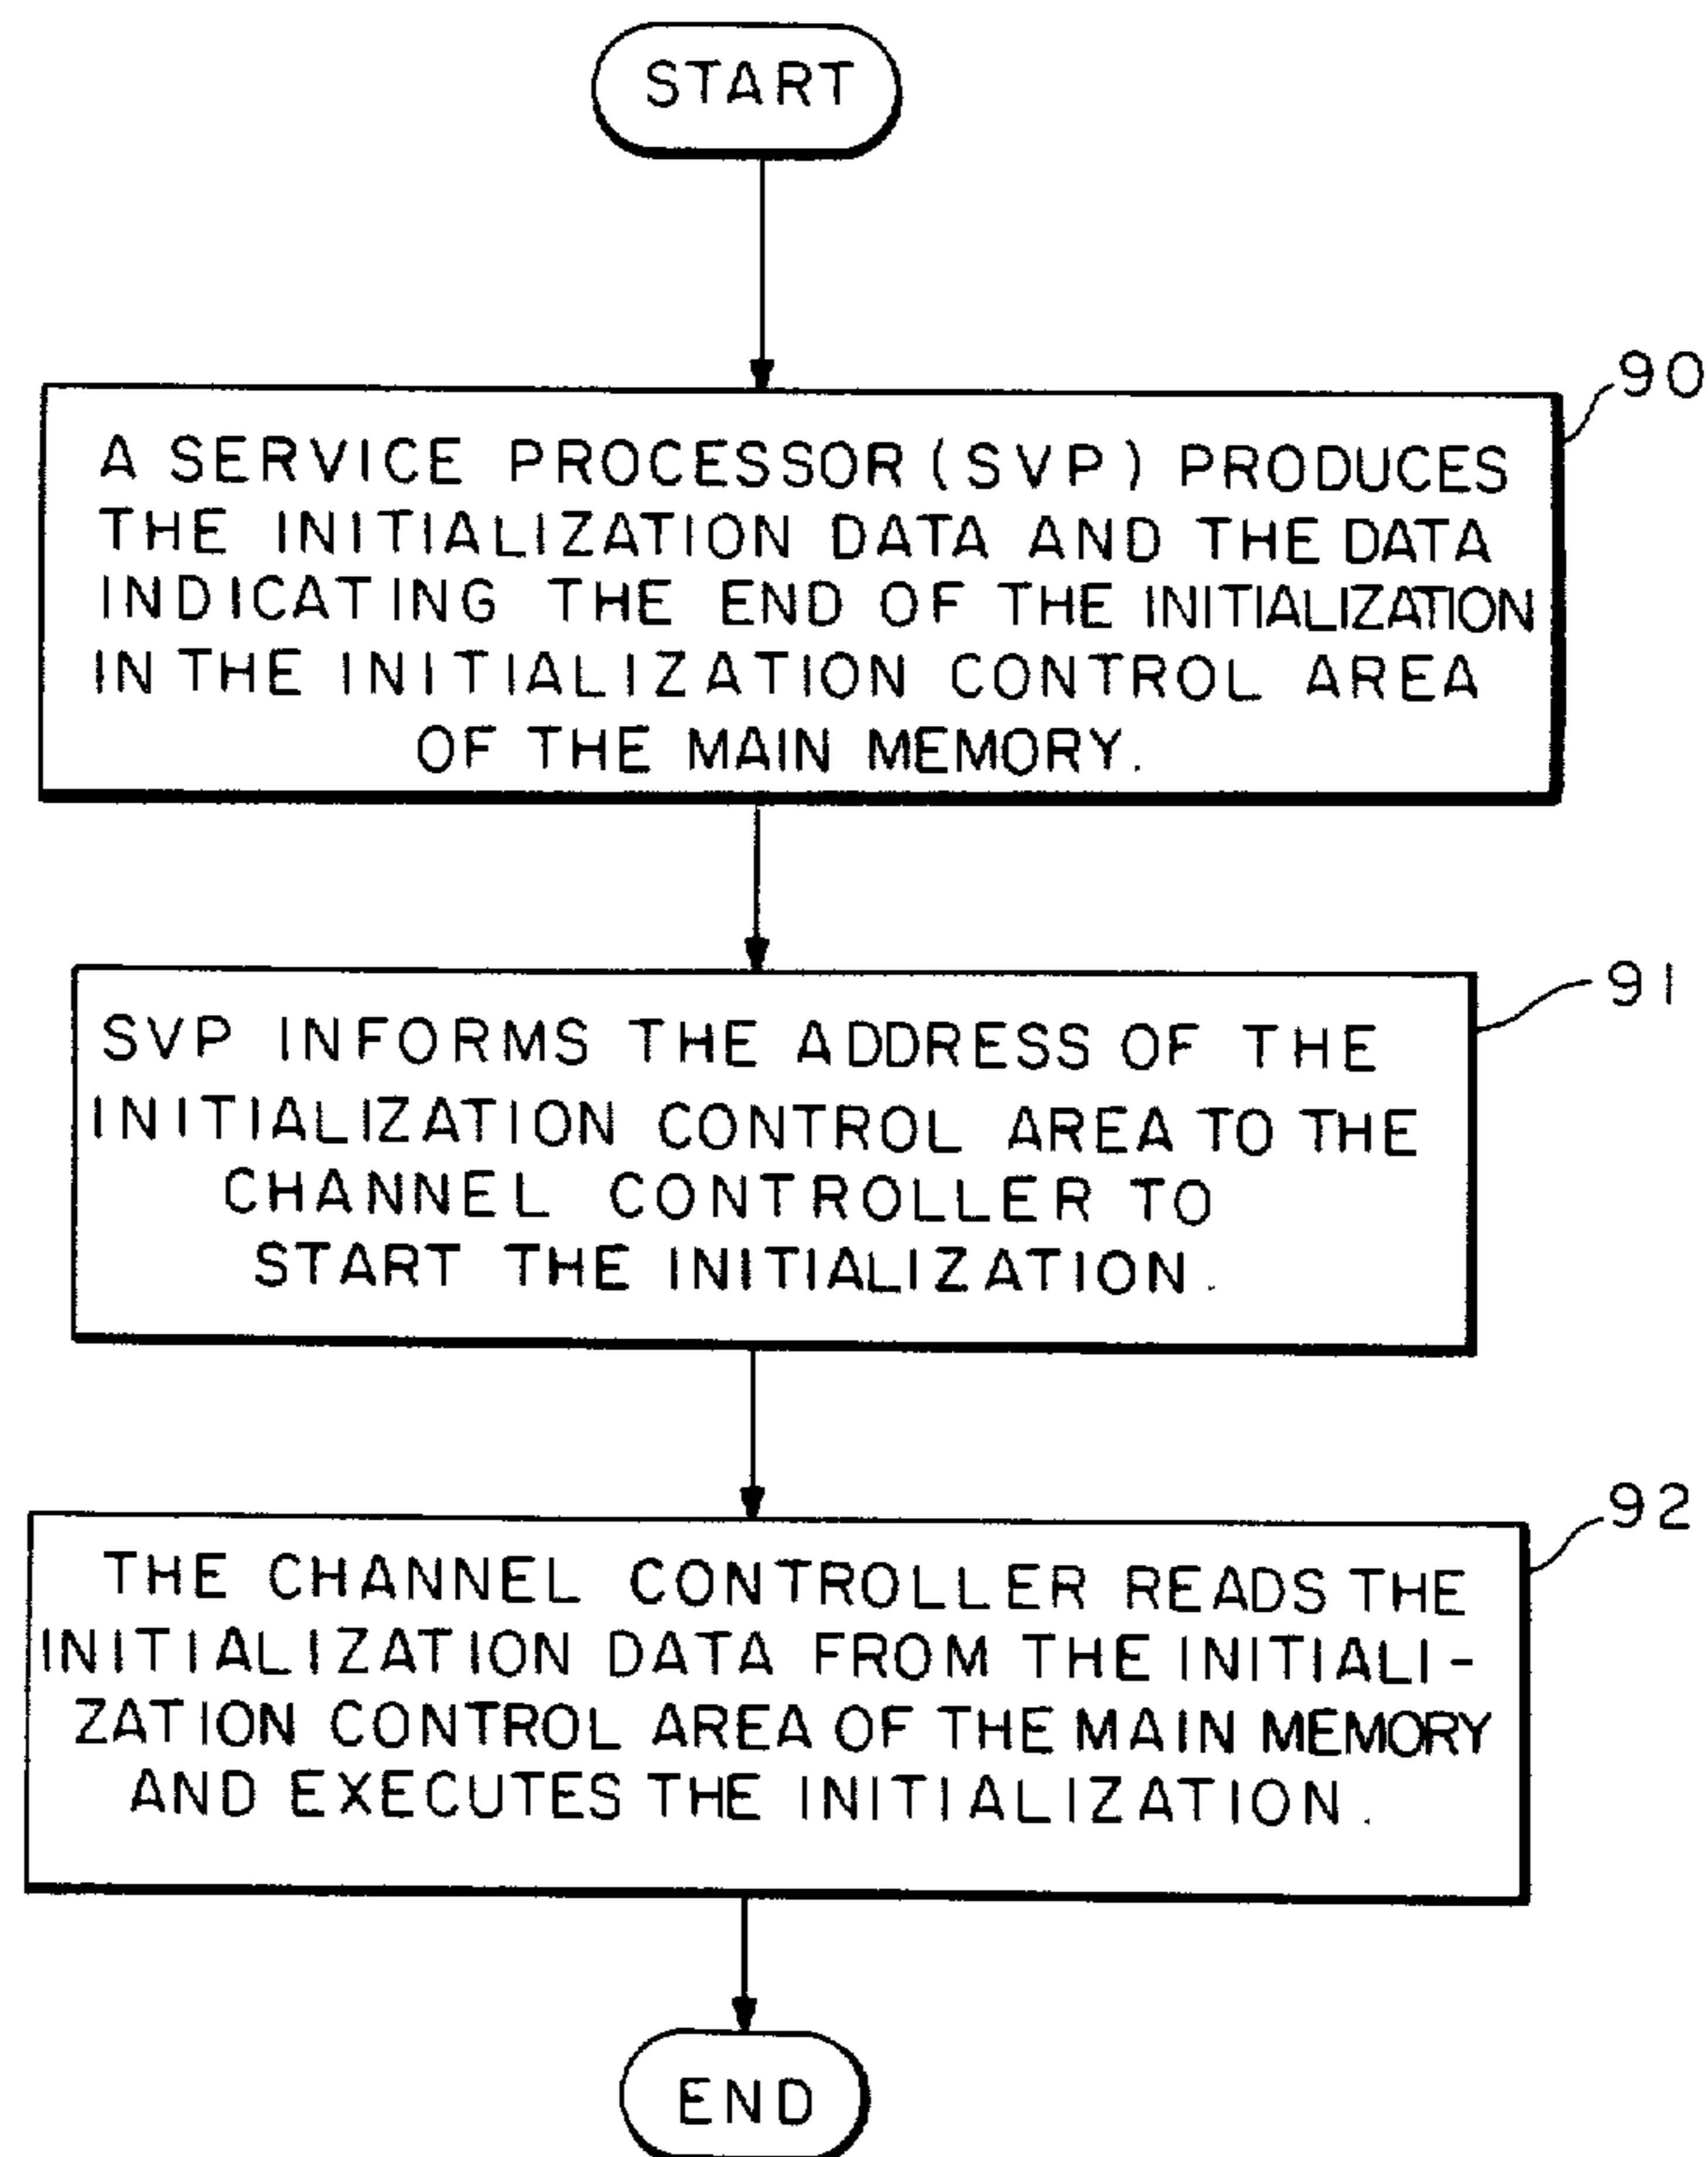 START
90
A SERVICE PROCESSOR (SVP) PRODUCES
THE INITIALIZATION DATA AND THE DATA
INDICATING THE END OF THE INITIALIZATION
IN THE INITIALIZATION CONTROL AREA
OF THE MAIN MEMORY.
91
SVP INFORMS THE ADDRESS OF THE
INITIALIZATION CONTROL AREA TO THE
CHANNEL CONTROLLER TO
START THE INITIALIZATION.
92
THE CHANNEL CONTROLLER READS THE
INITIALIZATION DATA FROM THE INITIALI-
ZATION CONTROL AREA OF THE MAIN MEMORY
AND EXECUTES THE INITIALIZATION.
END